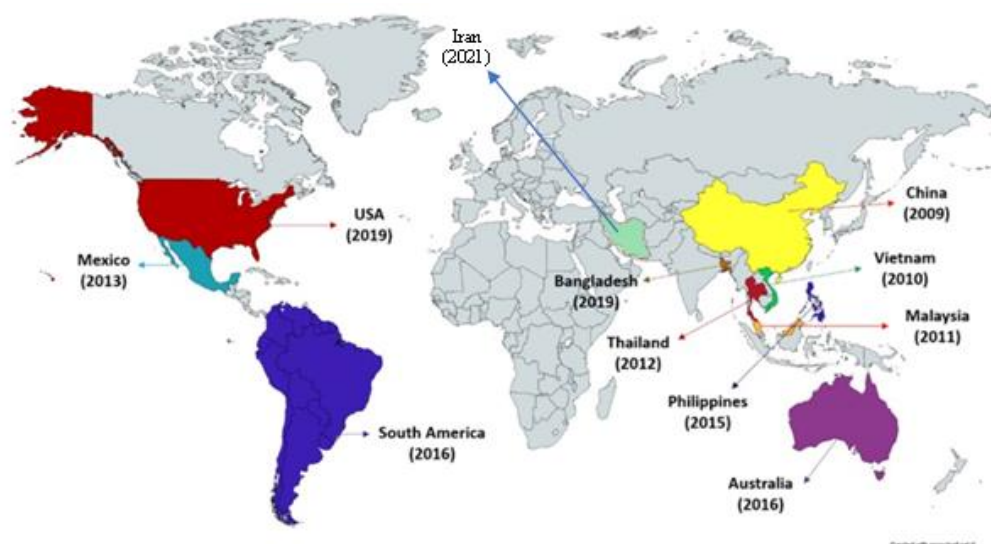 Iran
(2021)
China
(2009)
USA
(2019)
Mexico
(2013)
Vietnam
(2010)
Bangladesh
(2019)
Malaysia
(2011)
Thailand
(2012)
Philippines
(2015)
South America
(2016)
Australia
(2016)